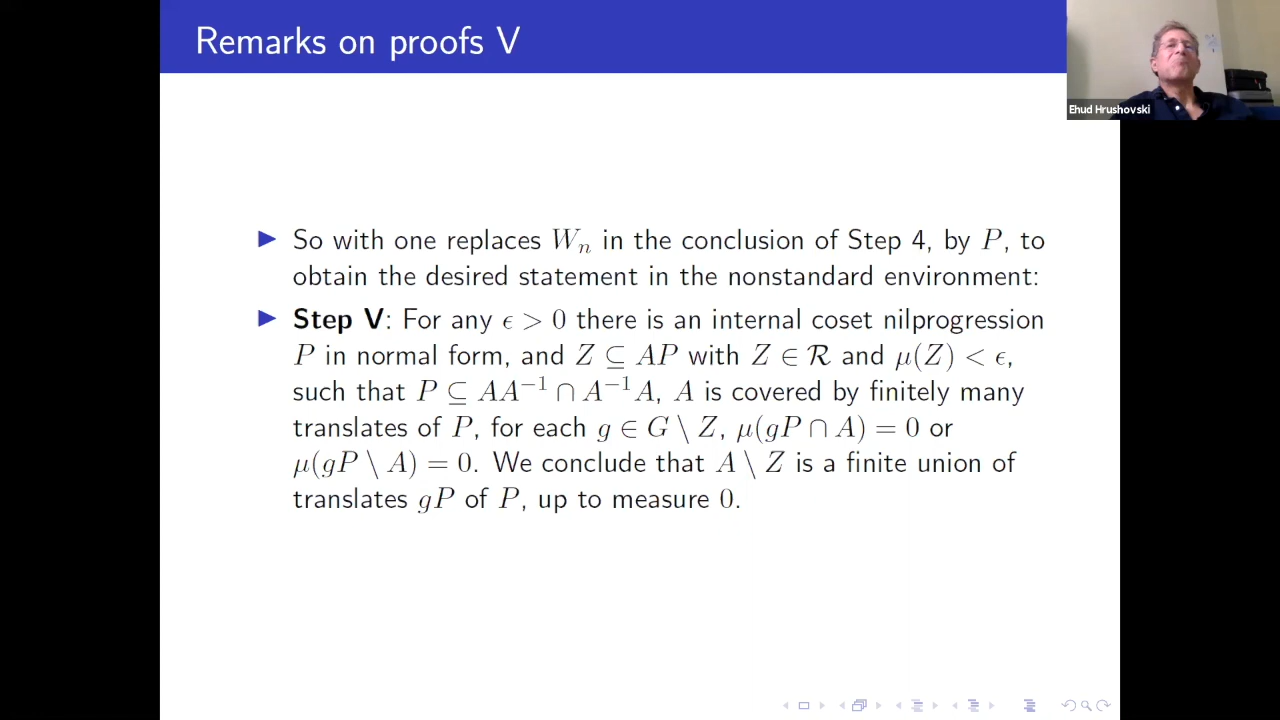 Remarks on proofs V
Ehud Hrushovski
▶ So with one replaces Wₙ in the conclusion of Step 4, by P, to
obtain the desired statement in the nonstandard environment:
▶ Step V: For any ϵ > 0 there is an internal coset nilprogression
P in normal form, and Z ⊆ AP with Z ∈ ℛ and μ(Z) < ϵ,
such that P ⊆ AA⁻¹ ∩ A⁻¹A, A is covered by finitely many
translates of P, for each g ∈ G \ Z, μ(gP ∩ A) = 0 or
μ(gP \ A) = 0. We conclude that A \ Z is a finite union of
translates gP of P, up to measure 0.